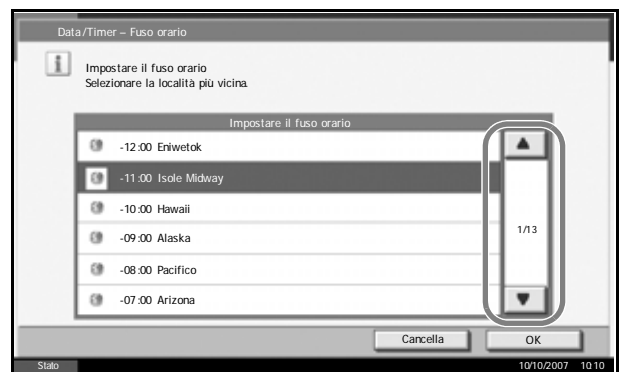 Data/Timer – Fuso orario
Impostare il fuso orario
Selezionare la località più vicina.
Impostare il fuso orario
-12:00 Eniwetok
-11:00 Isole Midway
-10:00 Hawaii
-09:00 Alaska
-08:00 Pacifico
-07:00 Arizona
1/13
Cancella OK
Stato 10/10/2007 10:10